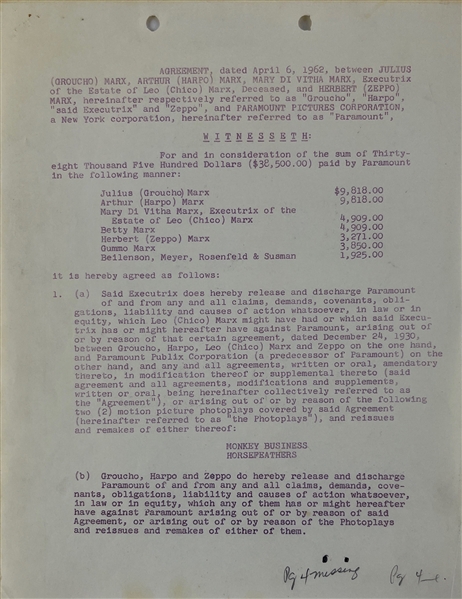 AGREEMENT, dated April 6, 1962, between JULIUS
(GROUCHO) MARX, ARTHUR (HARPO) MARX, MARY DI VITHA MARX, Executrix
of the Estate of Leo (Chico) Marx, Deceased, and HERBERT (ZEPPO)
MARX, hereinafter respectively referred to as "Groucho", "Harpo",
"said Executrix" and "Zeppo", and PARAMOUNT PICTURES CORPORATION,
a New York corporation, hereinafter referred to as "Paramount",
W I T N E S S E T H:
For and in consideration of the sum of Thirty-
eight Thousand Five Hundred Dollars ($38,500.00) paid by Paramount
in the following manner:
Julius (Groucho) Marx $9,818.00
Arthur (Harpo) Marx 9,818.00
Mary Di Vitha Marx, Executrix of the
Estate of Leo (Chico) Marx 4,909.00
Betty Marx 4,909.00
Herbert (Zeppo) Marx 3,271.00
Gummo Marx 3,850.00
Beilenson, Meyer, Rosenfeld & Susman 1,925.00
it is hereby agreed as follows:
1. (a) Said Executrix does hereby release and discharge Paramount
of and from any and all claims, demands, covenants, obli-
gations, liability and causes of action whatsoever, in law or in
equity, which Leo (Chico) Marx might have had or which said Execu-
trix has or might hereafter have against Paramount, arising out of
or by reason of that certain agreement, dated December 24, 1930,
between Groucho, Harpo, Leo (Chico) Marx and Zeppo on the one hand,
and Paramount Publix Corporation (a predecessor of Paramount) on the
other hand, and any and all agreements, written or oral, amendatory
thereto, in modification thereof or supplemental thereto (said
agreement and all agreements, modifications and supplements,
written or oral, being hereinafter collectively referred to as
the "Agreement"), or arising out of or by reason of the following
two (2) motion picture photoplays covered by said Agreement
(hereinafter referred to as "the Photoplays"), and reissues
and remakes of either thereof:
MONKEY BUSINESS
HORSEFEATHERS
(b) Groucho, Harpo and Zeppo do hereby release and discharge
Paramount of and from any and all claims, demands, cove-
nants, obligations, liability and causes of action whatsoever,
in law or in equity, which any of them has or might hereafter
have against Paramount arising out of or by reason of said
Agreement, or arising out of or by reason of the Photoplays
and reissues and remakes of either of them.
Pg 4 missing Pg 4